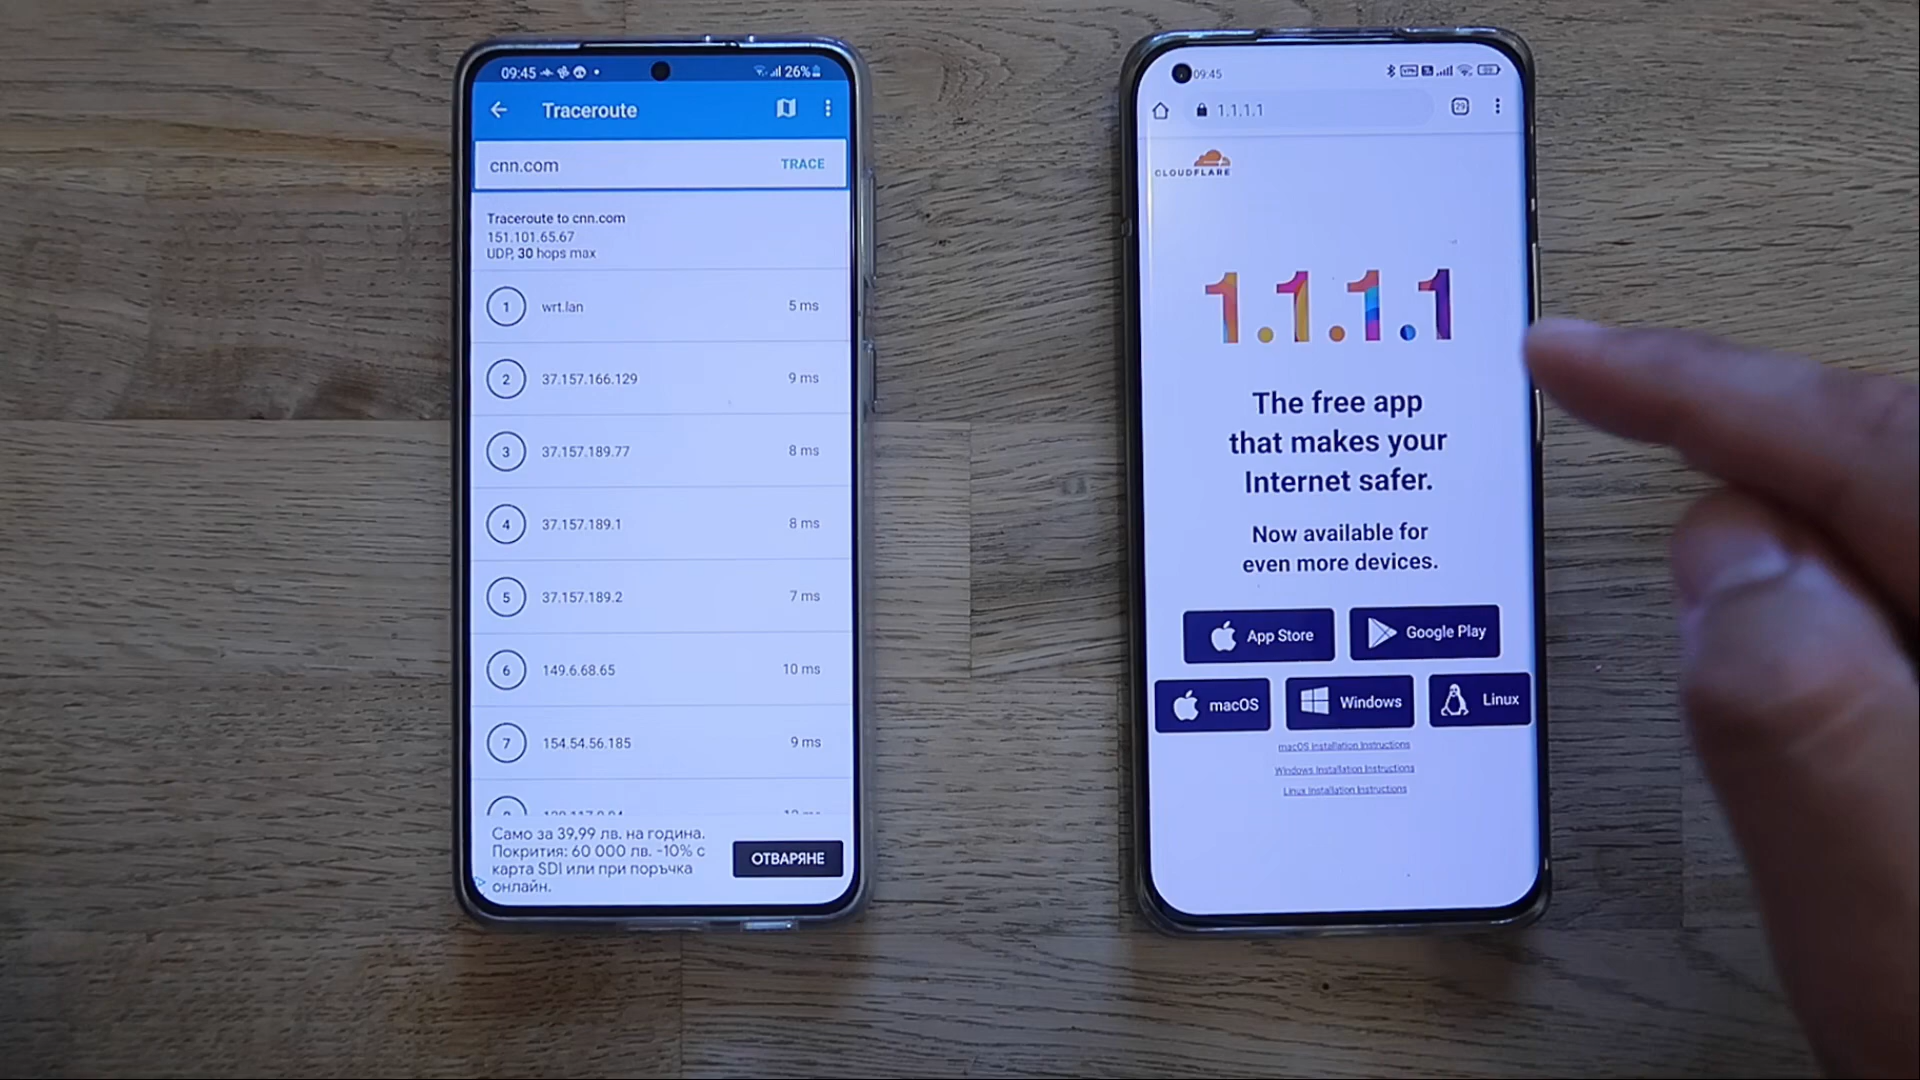 09:45
26%
Traceroute
cnn.com
TRACE
Traceroute to cnn.com
151.101.65.67
UDP, 30 hops max
1 wrt.lan 5 ms
2 37.157.166.129 9 ms
3 37.157.189.77 8 ms
4 37.157.189.1 8 ms
5 37.157.189.2 7 ms
6 149.6.68.65 10 ms
7 154.54.56.185 9 ms
Само за 39,99 лв. на година.
Покрития: 60 000 лв. -10% с
карта SDI или при поръчка
онлайн.
ОТВАРЯНЕ
09:45
1.1.1.1
29
CLOUDFLARE
1.1.1.1
The free app
that makes your
Internet safer.
Now available for
even more devices.
App Store
Google Play
macOS
Windows
Linux
macOS Installation Instructions
Windows Installation Instructions
Linux Installation Instructions